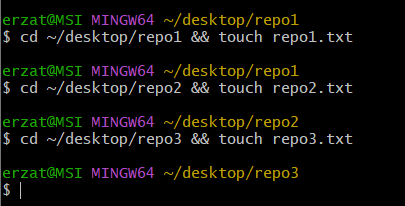 erzat@MSI MINGW64 ~/desktop/repo1
$ cd ~/desktop/repo1 && touch repo1.txt
erzat@MSI MINGW64 ~/desktop/repo1
$ cd ~/desktop/repo2 && touch repo2.txt
erzat@MSI MINGW64 ~/desktop/repo2
$ cd ~/desktop/repo3 && touch repo3.txt
erzat@MSI MINGW64 ~/desktop/repo3
$